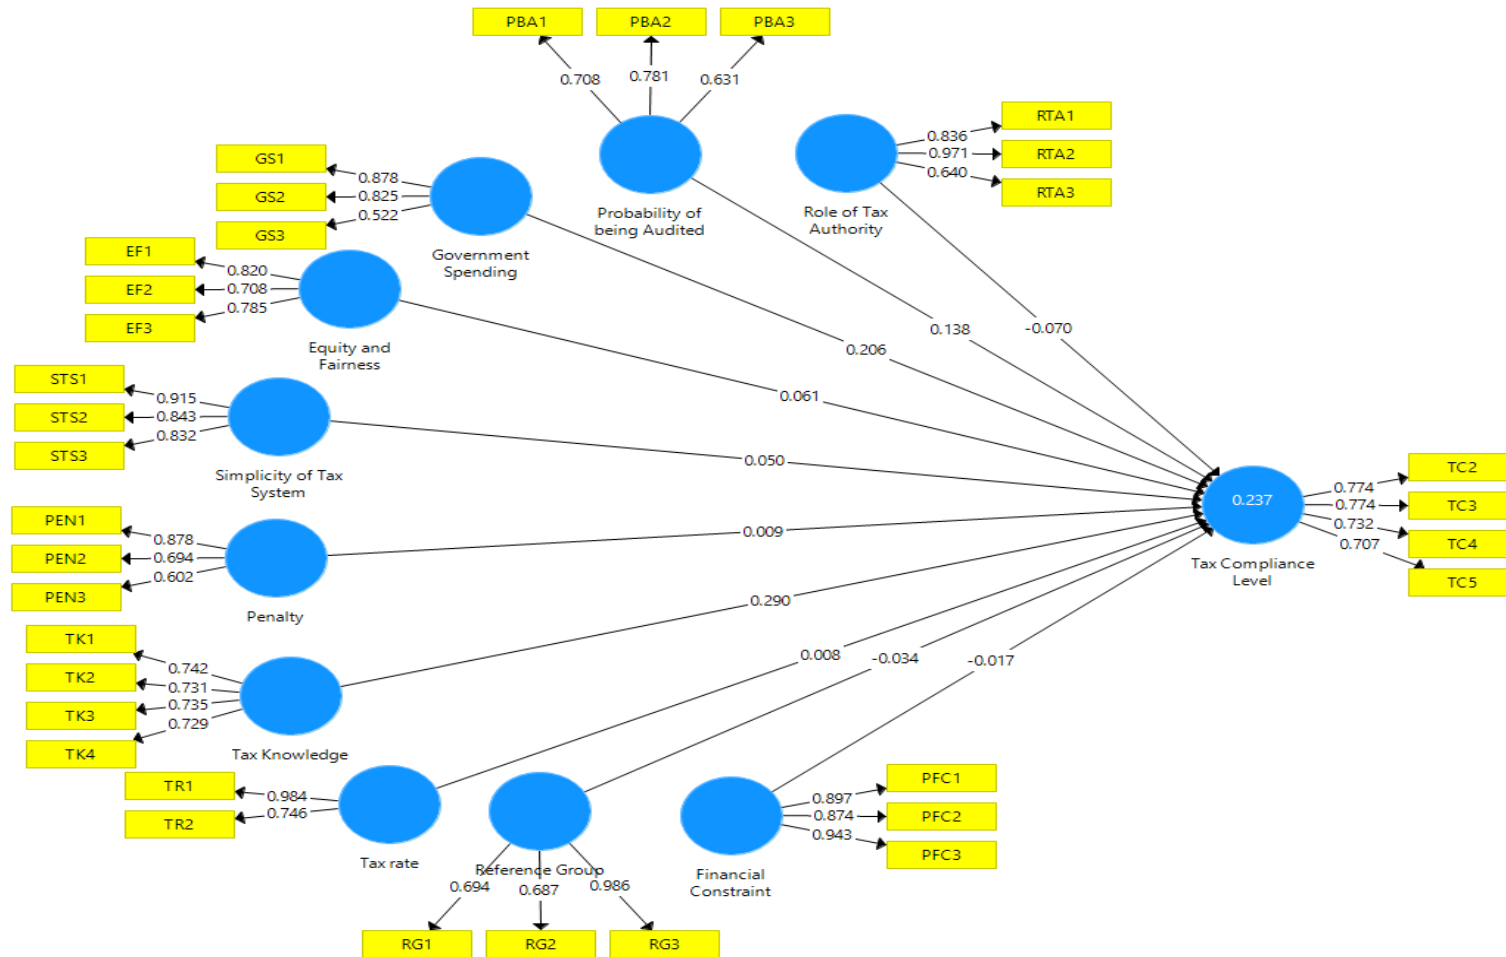 PBA1
PBA2
PBA3
0.708
0.781
0.631
Probability of
being Audited
RTA1
RTA2
RTA3
0.836
0.971
0.640
Role of Tax
Authority
GS1
GS2
GS3
0.878
0.825
0.522
Government
Spending
EF1
EF2
EF3
0.820
0.708
0.785
Equity and
Fairness
STS1
STS2
STS3
0.915
0.843
0.832
Simplicity of Tax
System
PEN1
PEN2
PEN3
0.878
0.694
0.602
Penalty
TK1
TK2
TK3
TK4
0.742
0.731
0.735
0.729
Tax Knowledge
TR1
TR2
0.984
0.746
Tax rate
Reference Group
0.694
0.687
0.986
RG1
RG2
RG3
Financial
Constraint
0.897
0.874
0.943
PFC1
PFC2
PFC3
0.138
-0.070
0.206
0.061
0.050
0.009
0.290
0.008
-0.034
-0.017
0.237
Tax Compliance
Level
0.774
0.774
0.732
0.707
TC2
TC3
TC4
TC5